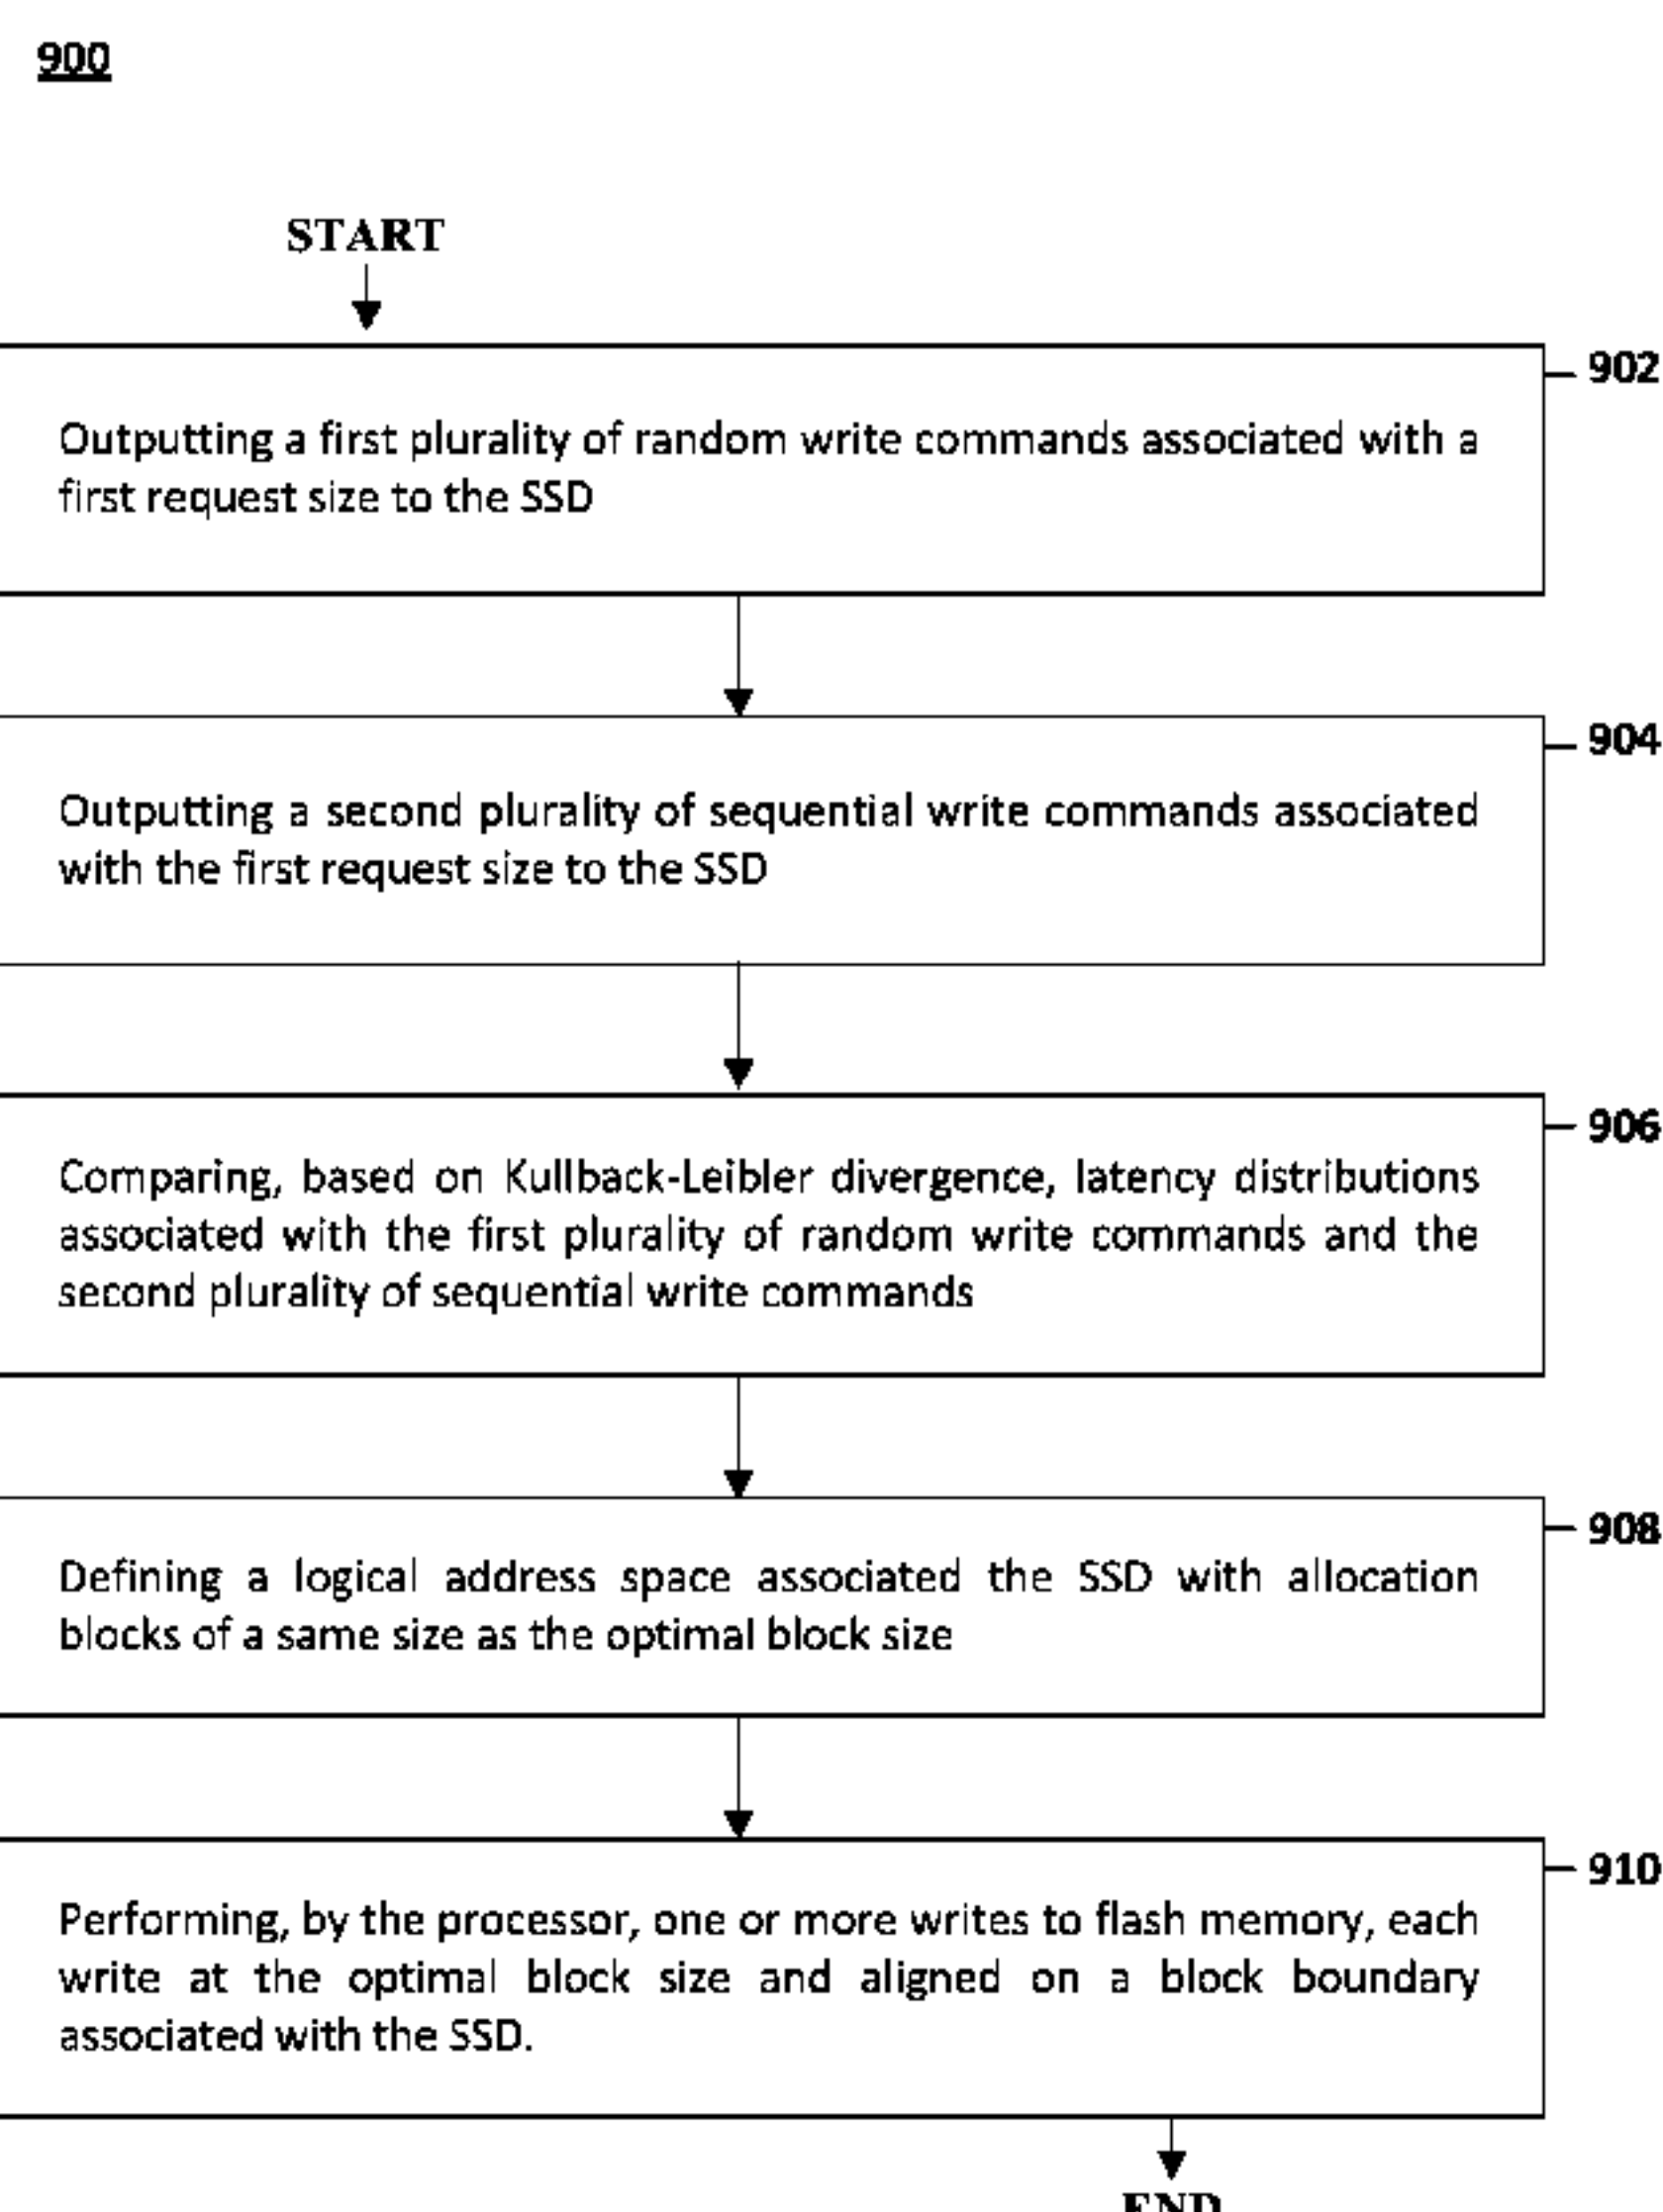 900
START
902
Outputting a first plurality of random write commands associated with a
first request size to the SSD
904
Outputting a second plurality of sequential write commands associated
with the first request size to the SSD
906
Comparing, based on Kullback-Leibler divergence, latency distributions
associated with the first plurality of random write commands and the
second plurality of sequential write commands
908
Defining a logical address space associated the SSD with allocation
blocks of a same size as the optimal block size
910
Performing, by the processor, one or more writes to flash memory, each
write at the optimal block size and aligned on a block boundary
associated with the SSD.
END